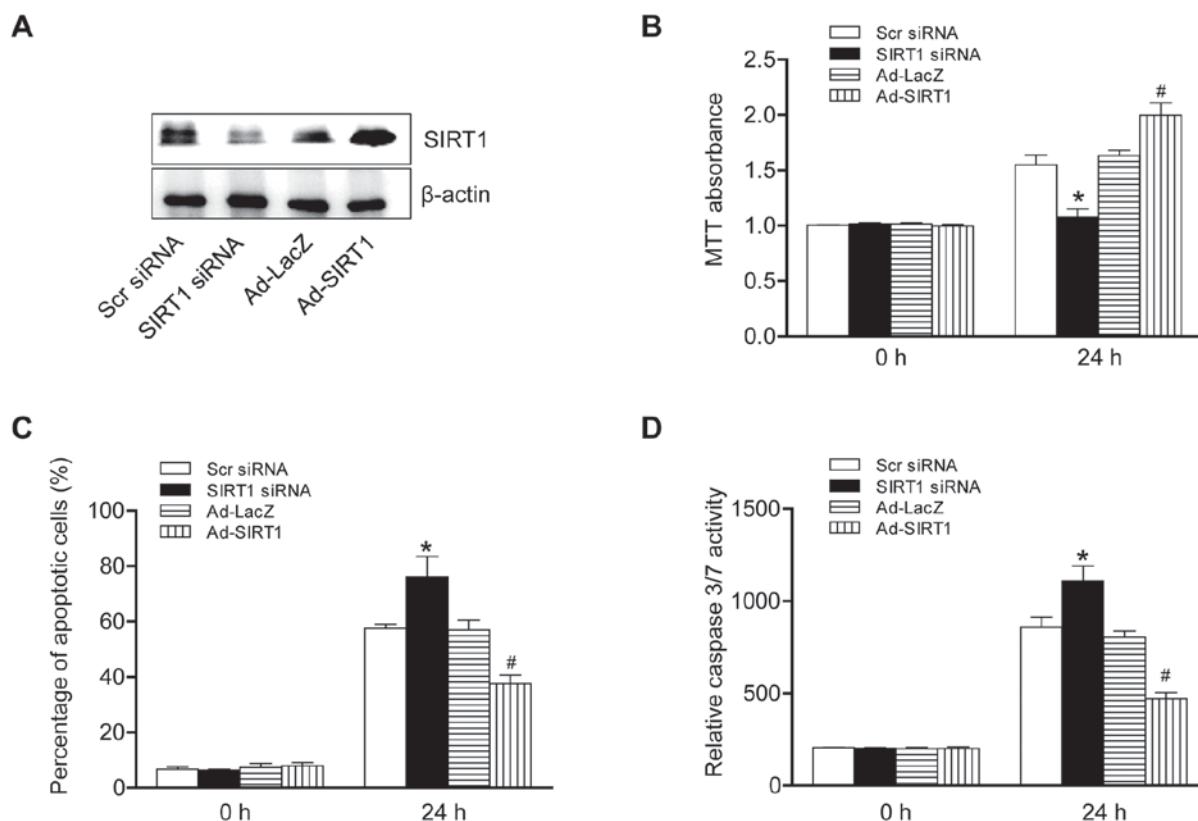 A
SIRT1
β-actin
Scr siRNA
SIRT1 siRNA
Ad-LacZ
Ad-SIRT1
B
Scr siRNA
SIRT1 siRNA
Ad-LacZ
Ad-SIRT1
MTT absorbance
2.5
2.0
1.5
1.0
0.5
0.0
*
#
0 h
24 h
C
Scr siRNA
SIRT1 siRNA
Ad-LacZ
Ad-SIRT1
Percentage of apoptotic cells (%)
100
80
60
40
20
0
*
#
0 h
24 h
D
Scr siRNA
SIRT1 siRNA
Ad-LacZ
Ad-SIRT1
Relative caspase 3/7 activity
1500
1000
500
0
*
#
0 h
24 h